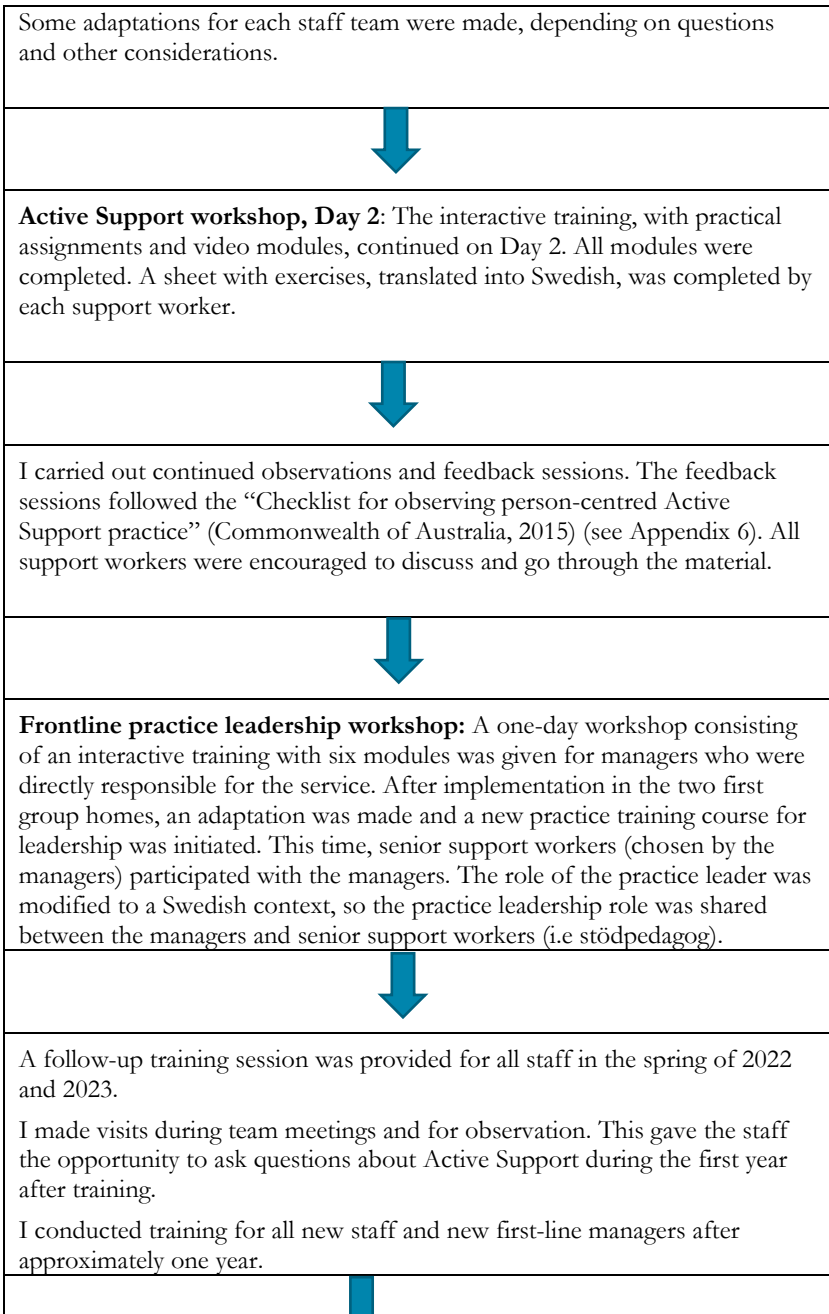 Some adaptations for each staff team were made, depending on questions
and other considerations.
Active Support workshop, Day 2: The interactive training, with practical
assignments and video modules, continued on Day 2. All modules were
completed. A sheet with exercises, translated into Swedish, was completed by
each support worker.
I carried out continued observations and feedback sessions. The feedback
sessions followed the “Checklist for observing person-centred Active
Support practice” (Commonwealth of Australia, 2015) (see Appendix 6). All
support workers were encouraged to discuss and go through the material.
Frontline practice leadership workshop: A one-day workshop consisting
of an interactive training with six modules was given for managers who were
directly responsible for the service. After implementation in the two first
group homes, an adaptation was made and a new practice training course for
leadership was initiated. This time, senior support workers (chosen by the
managers) participated with the managers. The role of the practice leader was
modified to a Swedish context, so the practice leadership role was shared
between the managers and senior support workers (i.e stödpedagog).
A follow-up training session was provided for all staff in the spring of 2022
and 2023.
I made visits during team meetings and for observation. This gave the staff
the opportunity to ask questions about Active Support during the first year
after training.
I conducted training for all new staff and new first-line managers after
approximately one year.